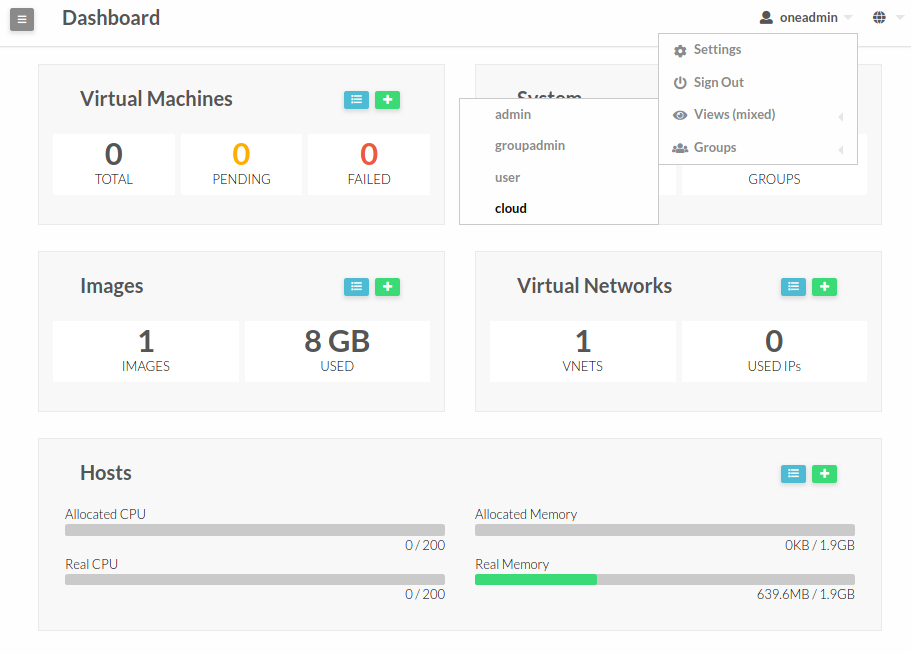 Dashboard
oneadmin
Settings
Sign Out
Views (mixed)
Groups
admin
groupadmin
user
cloud
Virtual Machines
0
TOTAL
0
PENDING
0
FAILED
System
GROUPS
Images
1
IMAGES
8 GB
USED
Virtual Networks
1
VNETS
0
USED IPs
Hosts
Allocated CPU
0 / 200
Real CPU
0 / 200
Allocated Memory
0KB / 1.9GB
Real Memory
639.6MB / 1.9GB